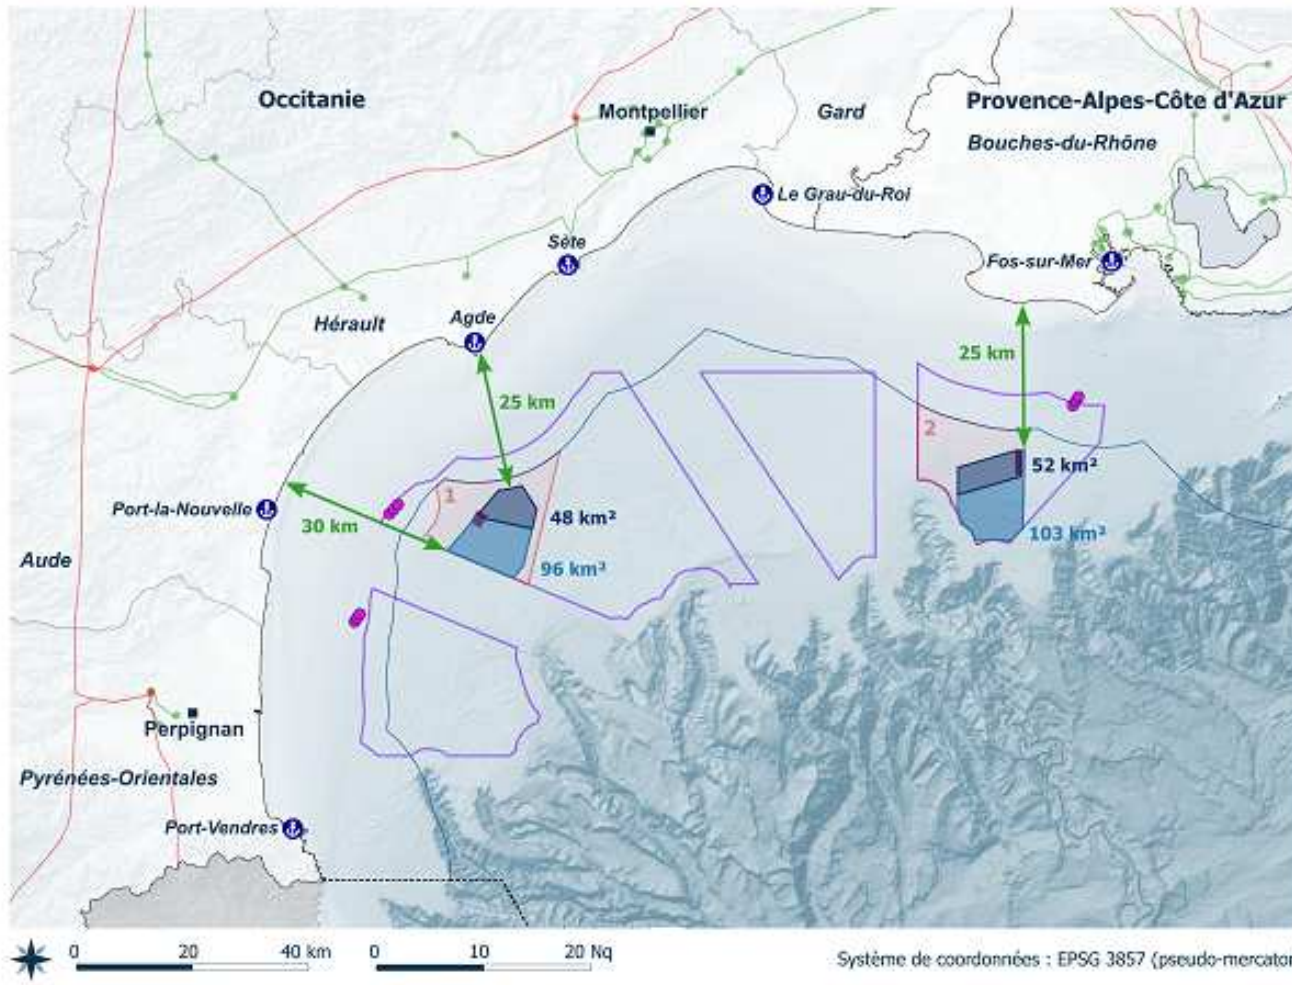 Occitanie
Montpellier
Gard
Provence-Alpes-Côte d'Azur
Bouches-du-Rhône
Le Grau-du-Roi
Sète
Fos-sur-Mer
Hérault
Agde
25 km
25 km
2
52 km²
103 km²
Port-la-Nouvelle
30 km
1
48 km²
96 km²
Aude
Perpignan
Pyrénées-Orientales
Port-Vendres
0 20 40 km
0 10 20 Nq
Système de coordonnées : EPSG 3857 (pseudo-mercator